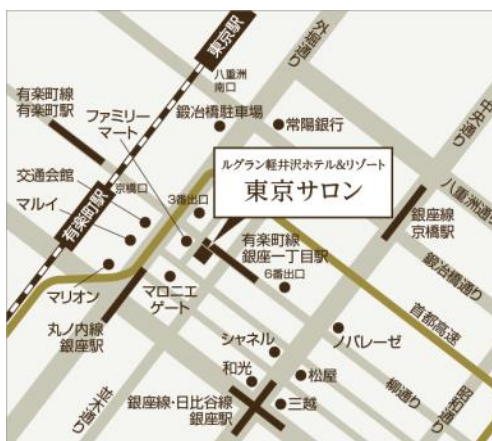 東京駅
八重洲
南口
外堀通り
中央通り
有楽町線
有楽町駅
ファミリー
マート
鍛冶橋駐車場
常陽銀行
ルグラン軽井沢ホテル&リゾート
東京サロン
交通会館
京橋口
マルイ
有楽町駅
3番出口
有楽町線
銀座一丁目駅
6番出口
銀座線
京橋駅
八重洲通り
鍛冶橋通り
首都高速
マリオン
マロニエ
ゲート
丸ノ内線
銀座駅
シャネル
ノバレーゼ
和光
松屋
三越
銀座線・日比谷線
銀座駅
並木通り
柳通り
昭和通り